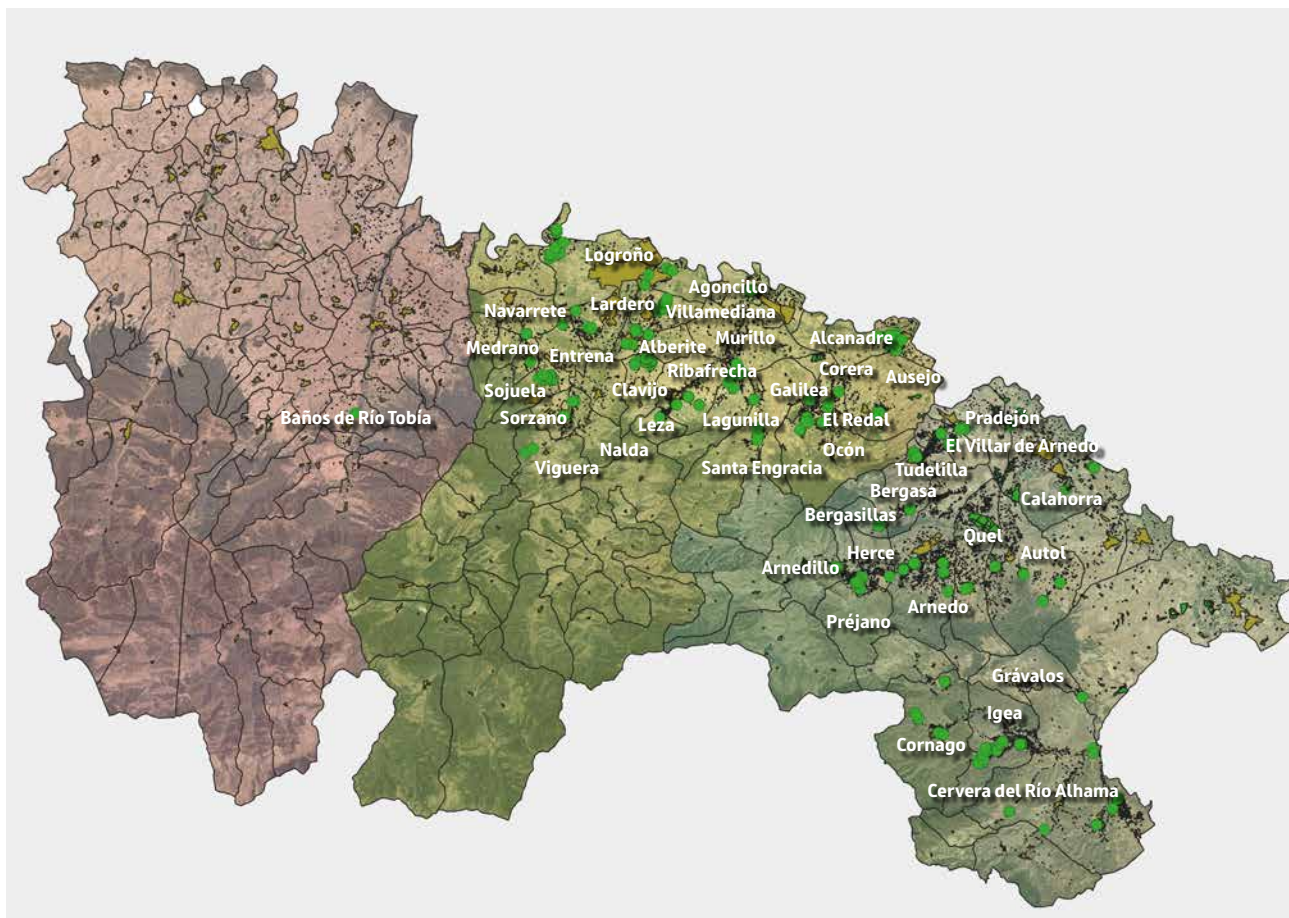 Logroño
Agoncillo
Navarrete
Lardero
Villamediana
Medrano
Entrena
Alberite
Murillo
Alcanadre
Ribafrecha
Corera
Ausejo
Sojuela
Clavijo
Galilea
Baños de Río Tobía
Sorzano
Leza
Lagunilla
El Redal
Pradejón
Nalda
Ocón
El Villar de Arnedo
Viguera
Santa Engracia
Tudelilla
Bergasa
Calahorra
Bergasillas
Quel
Herce
Autol
Arnedillo
Arnedo
Préjano
Grávalos
Igea
Cornago
Cervera del Río Alhama